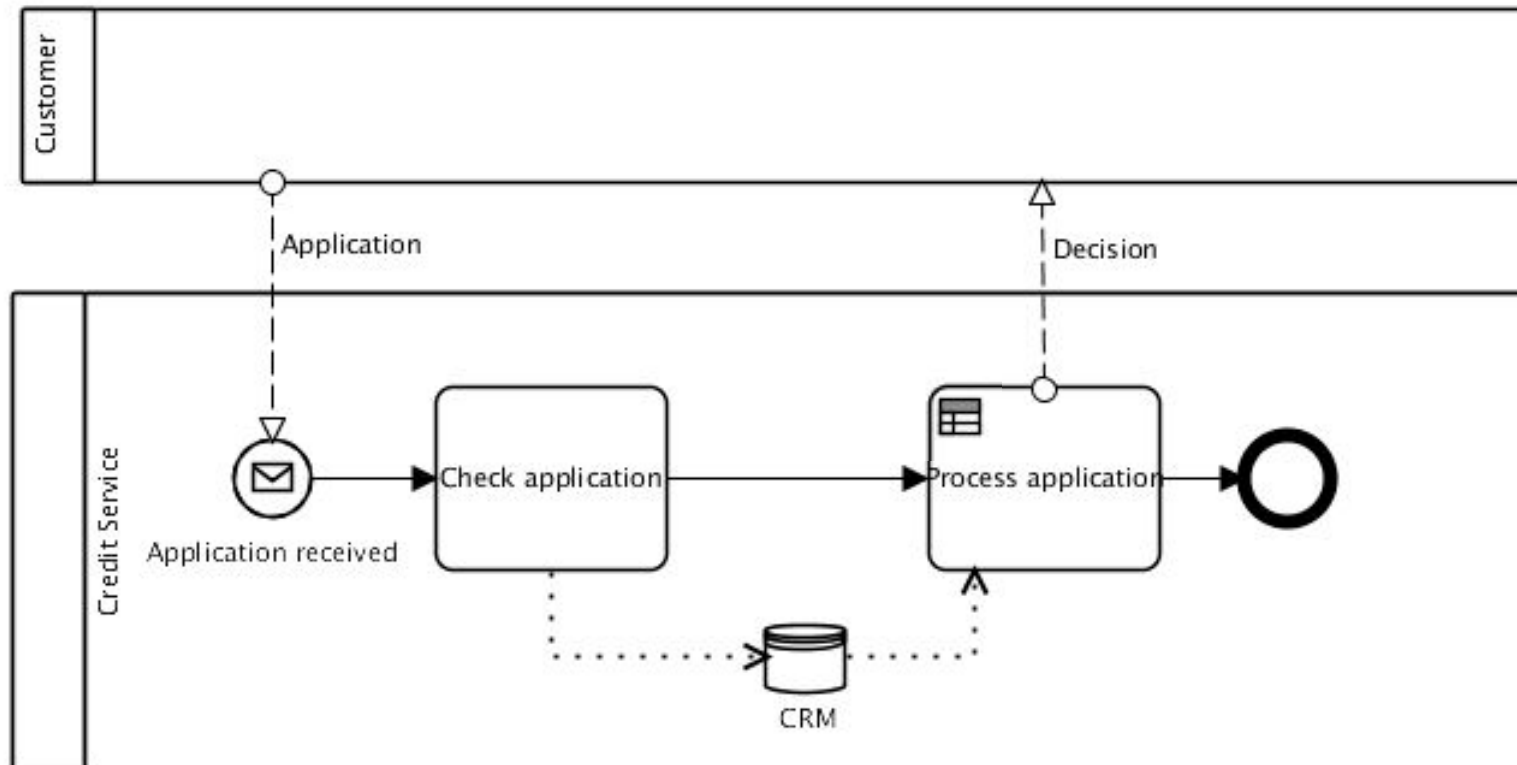 Customer
Application
Decision
Credit Service
Application received
Check application
Process application
CRM